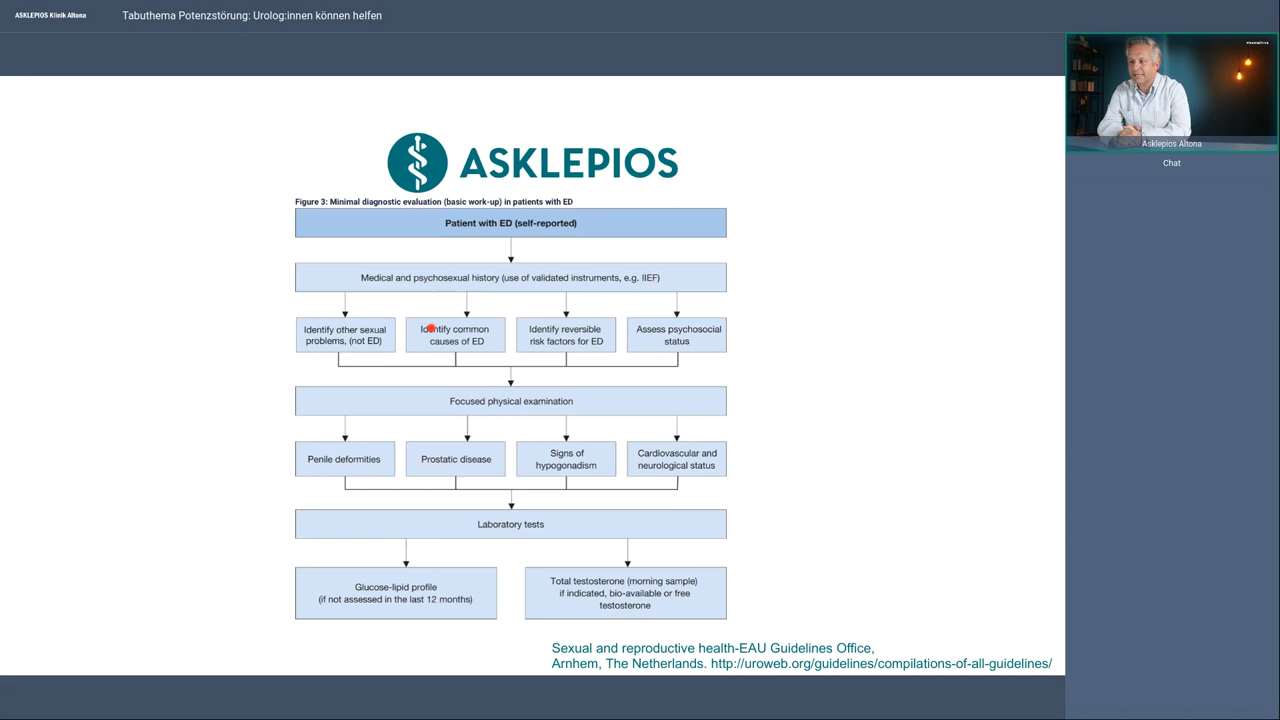 ASKLEPIOS Klinik Altona
Tabuthema Potenzstörung: Urolog:innen können helfen
Asklepios Altona
Chat
ASKLEPIOS
Figure 3: Minimal diagnostic evaluation (basic work-up) in patients with ED
Patient with ED (self-reported)
Medical and psychosexual history (use of validated instruments, e.g. IIEF)
Identify other sexual
problems, (not ED)
Identify common
causes of ED
Identify reversible
risk factors for ED
Assess psychosocial
status
Focused physical examination
Penile deformities
Prostatic disease
Signs of
hypogonadism
Cardiovascular and
neurological status
Laboratory tests
Glucose-lipid profile
(if not assessed in the last 12 months)
Total testosterone (morning sample)
if indicated, bio-available or free
testosterone
Sexual and reproductive health-EAU Guidelines Office,
Arnhem, The Netherlands. http://uroweb.org/guidelines/compilations-of-all-guidelines/